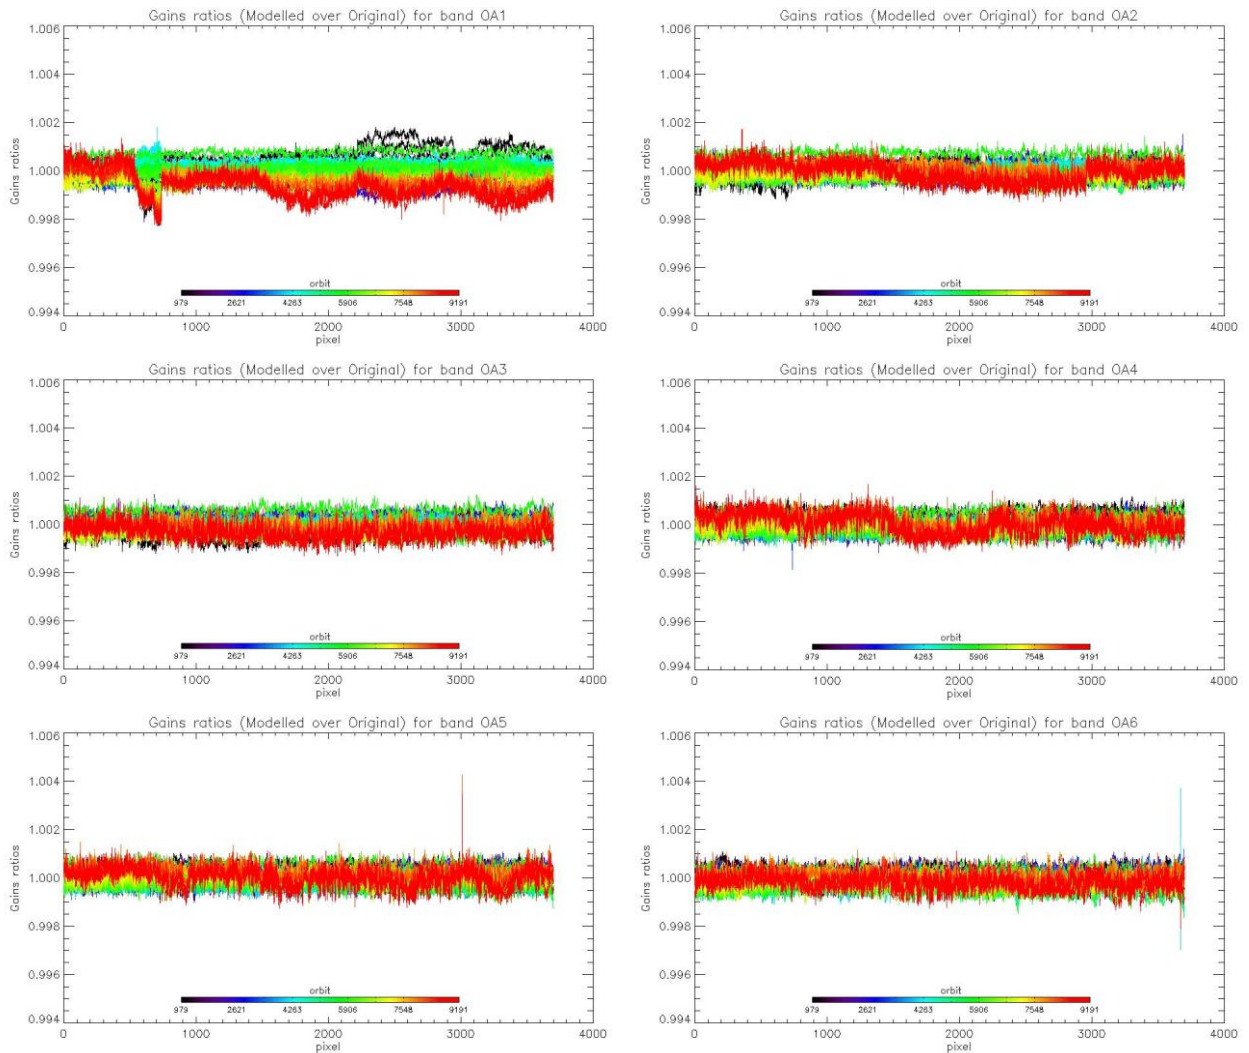 Gains ratios (Modelled over Original) for band OA1
1.006
1.004
1.002
1.000
0.998
0.996
0.994
Gains ratios
orbit
979 2621 4263 5906 7548 9191
0 1000 2000 3000 4000
pixel
Gains ratios (Modelled over Original) for band OA2
1.006
1.004
1.002
1.000
0.998
0.996
0.994
Gains ratios
orbit
979 2621 4263 5906 7548 9191
0 1000 2000 3000 4000
pixel
Gains ratios (Modelled over Original) for band OA3
1.006
1.004
1.002
1.000
0.998
0.996
0.994
Gains ratios
orbit
979 2621 4263 5906 7548 9191
0 1000 2000 3000 4000
pixel
Gains ratios (Modelled over Original) for band OA4
1.006
1.004
1.002
1.000
0.998
0.996
0.994
Gains ratios
orbit
979 2621 4263 5906 7548 9191
0 1000 2000 3000 4000
pixel
Gains ratios (Modelled over Original) for band OA5
1.006
1.004
1.002
1.000
0.998
0.996
0.994
Gains ratios
orbit
979 2621 4263 5906 7548 9191
0 1000 2000 3000 4000
pixel
Gains ratios (Modelled over Original) for band OA6
1.006
1.004
1.002
1.000
0.998
0.996
0.994
Gains ratios
orbit
979 2621 4263 5906 7548 9191
0 1000 2000 3000 4000
pixel